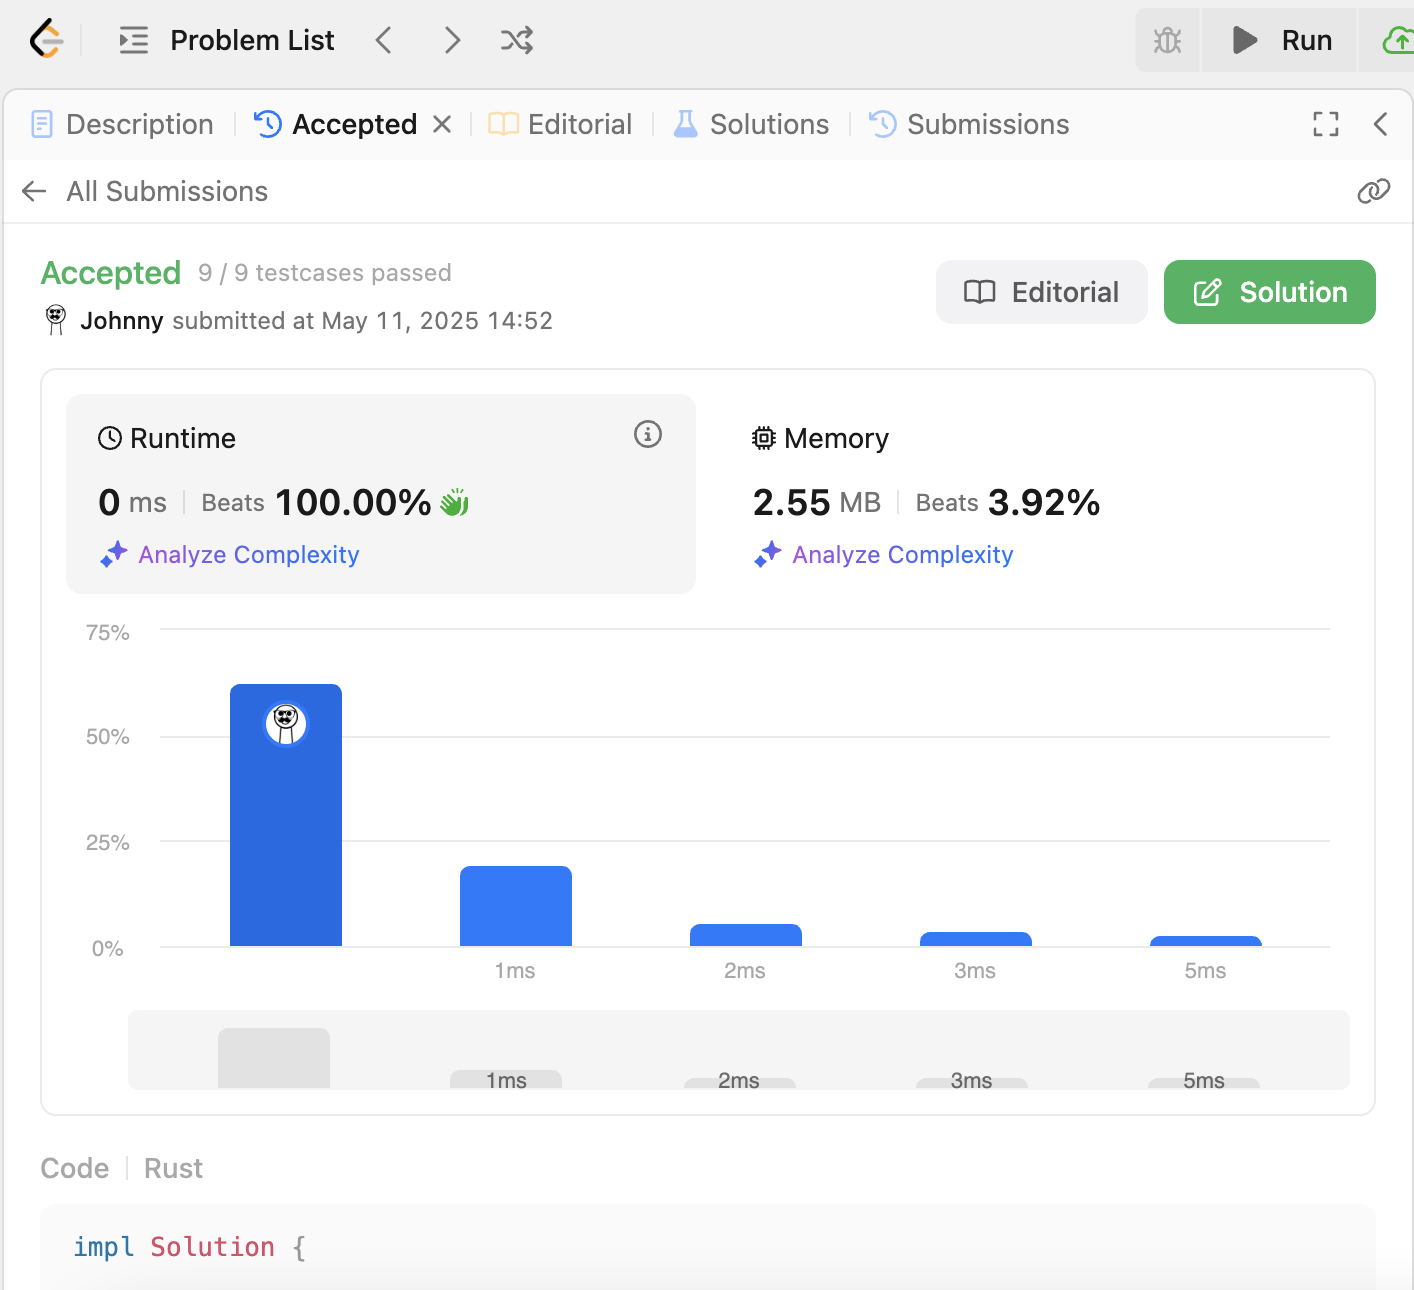 Problem List
Run
Description
Accepted
Editorial
Solutions
Submissions
All Submissions
Accepted 9 / 9 testcases passed
Johnny submitted at May 11, 2025 14:52
Editorial
Solution
Runtime
0 ms
Beats 100.00%
Analyze Complexity
Memory
2.55 MB
Beats 3.92%
Analyze Complexity
75%
50%
25%
0%
1ms
2ms
3ms
5ms
1ms
2ms
3ms
5ms
Code
Rust
impl Solution {